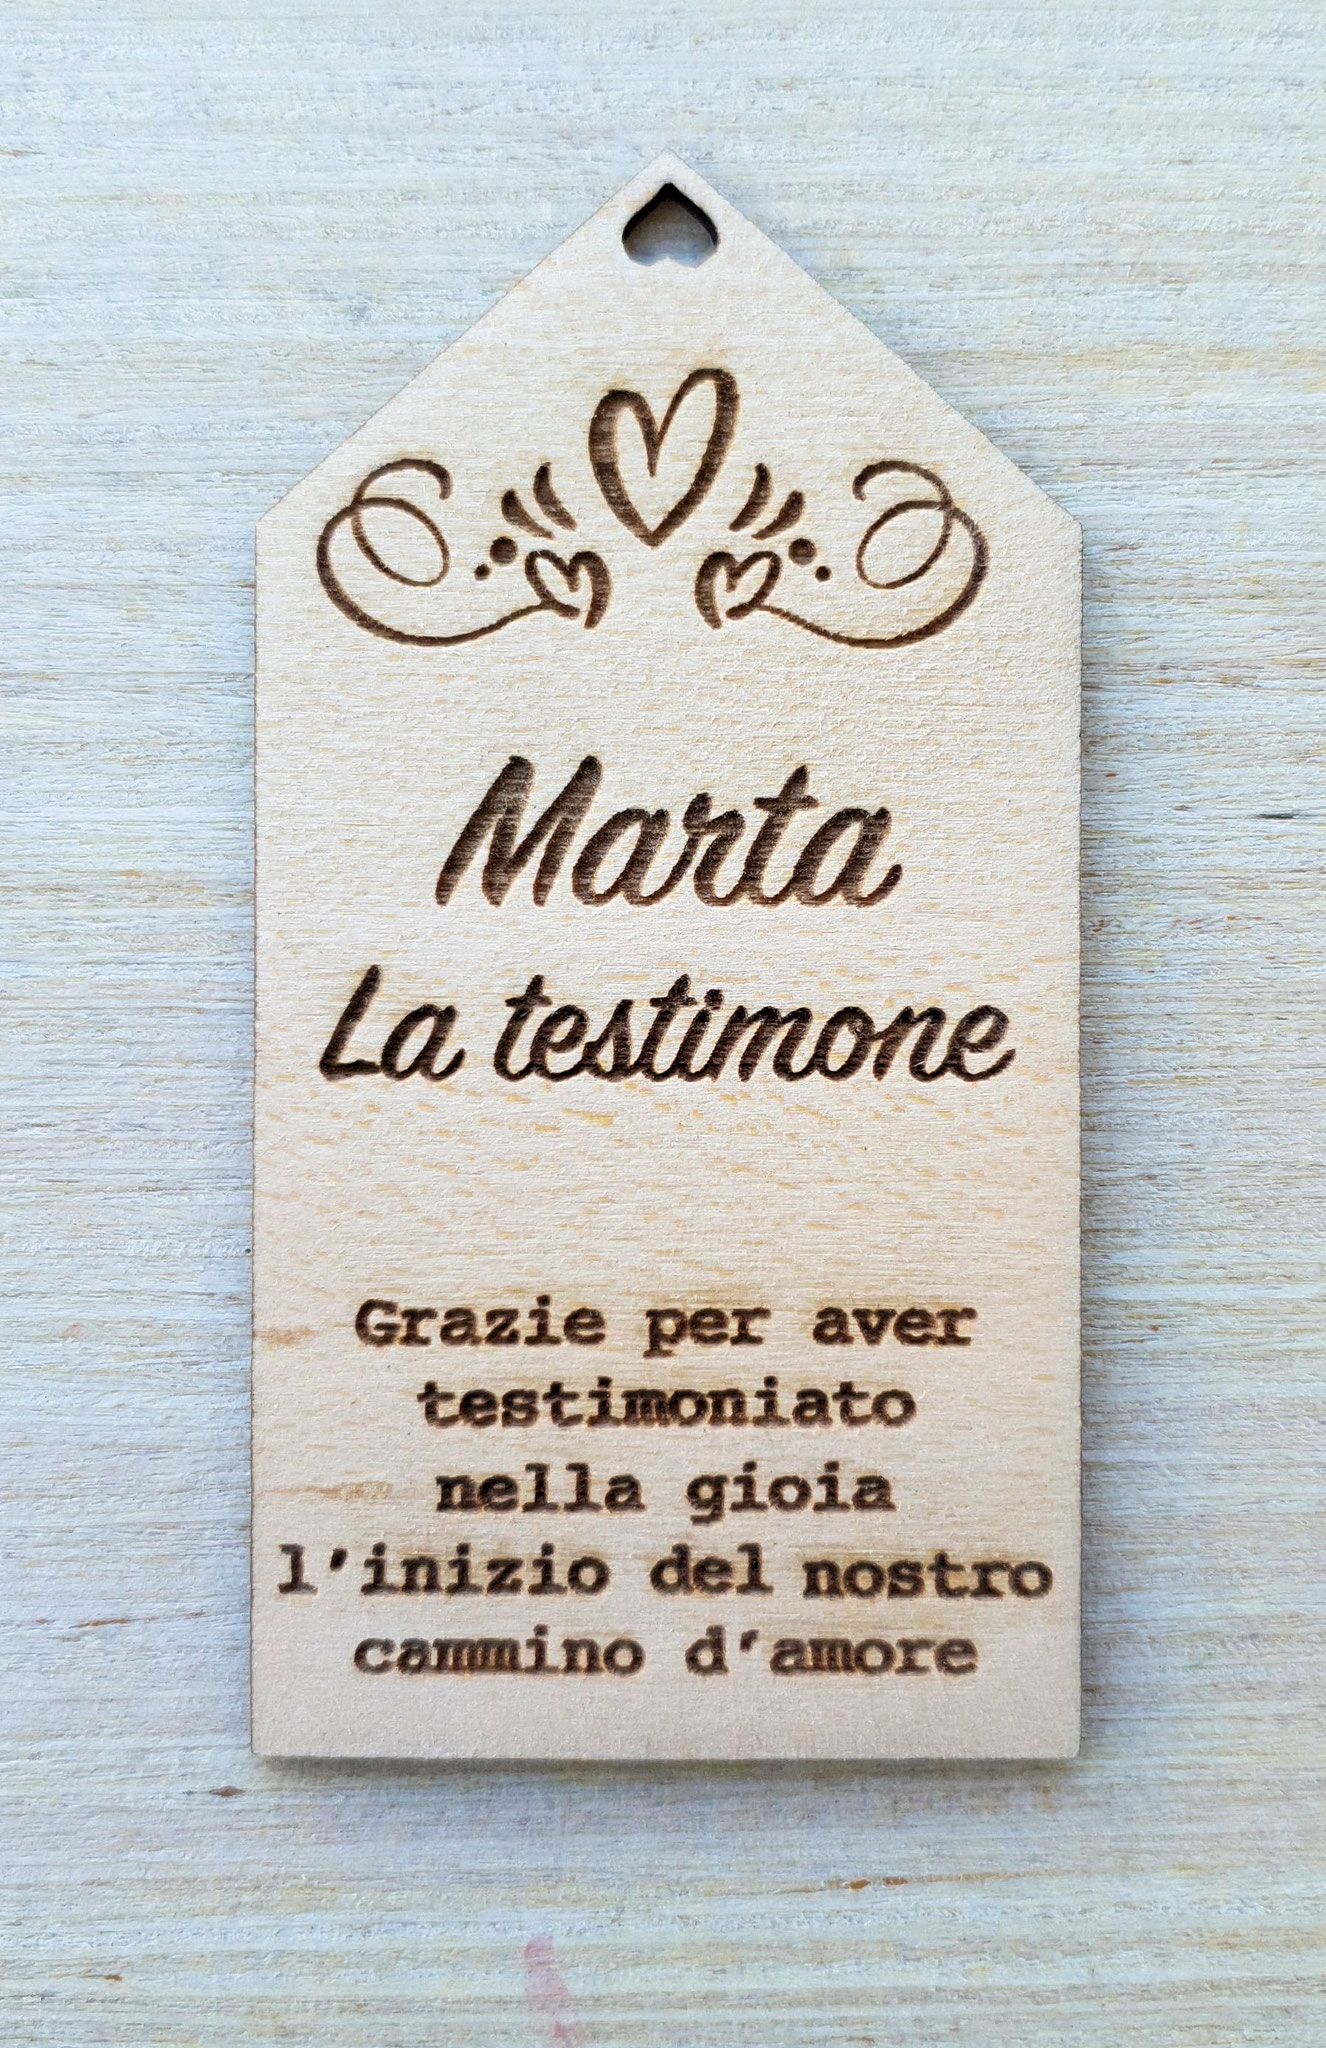 Marta
La testimone
Grazie per aver
testimoniato
nella gioia
l'inizio del nostro
cammino d'amore